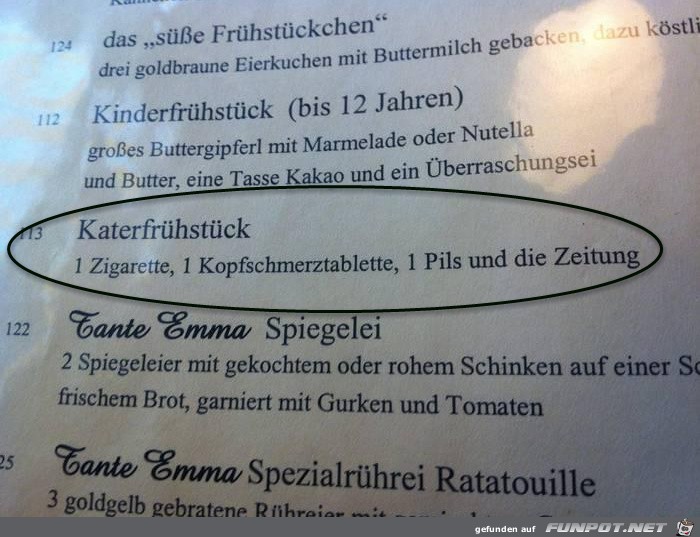 124 das „süße Frühstückchen“
drei goldbraune Eierkuchen mit Buttermilch gebacken, dazu köstli
112 Kinderfrühstück (bis 12 Jahren)
großes Buttergipferl mit Marmelade oder Nutella
und Butter, eine Tasse Kakao und ein Überraschungsei
113 Katerfrühstück
1 Zigarette, 1 Kopfschmerztablette, 1 Pils und die Zeitung
122 Tante Emma Spiegelei
2 Spiegeleier mit gekochtem oder rohem Schinken auf einer Sc
frischem Brot, garniert mit Gurken und Tomaten
25 Tante Emma Spezialrührei Ratatouille
3 goldgelb gebratene Rühreier mit
gefunden auf FUNPOT.NET